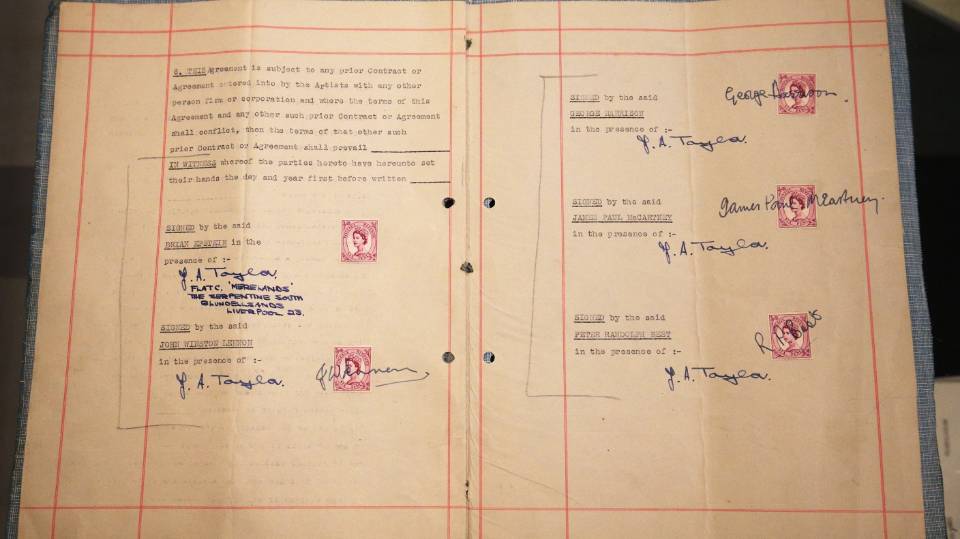 6. THIS Agreement is subject to any prior Contract or
Agreement entered into by the Artists with any other
person firm or corporation and where the terms of this
Agreement and any other such prior Contract or Agreement
shall conflict, then the terms of that other such
prior Contract or Agreement shall prevail
IN WITNESS whereof the parties hereto have hereunto set
their hands the day and year first before written
SIGNED by the said
BRIAN EPSTEIN in the
presence of :-
J. A. Taylor.
FLAT C. 'MERELANDS'
THE SERPENTINE SOUTH
BLUNDELLSANDS
LIVERPOOL 23.
SIGNED by the said
JOHN WINSTON LENNON
in the presence of :-
J. A. Taylor.
J W Lennon
SIGNED by the said
GEORGE HARRISON
in the presence of :-
George Harrison.
J. A. Taylor.
SIGNED by the said
JAMES PAUL McCARTNEY
in the presence of :-
James Paul McCartney.
J. A. Taylor.
SIGNED by the said
PETER RANDOLPH BEST
in the presence of :-
R P Best
J. A. Taylor.